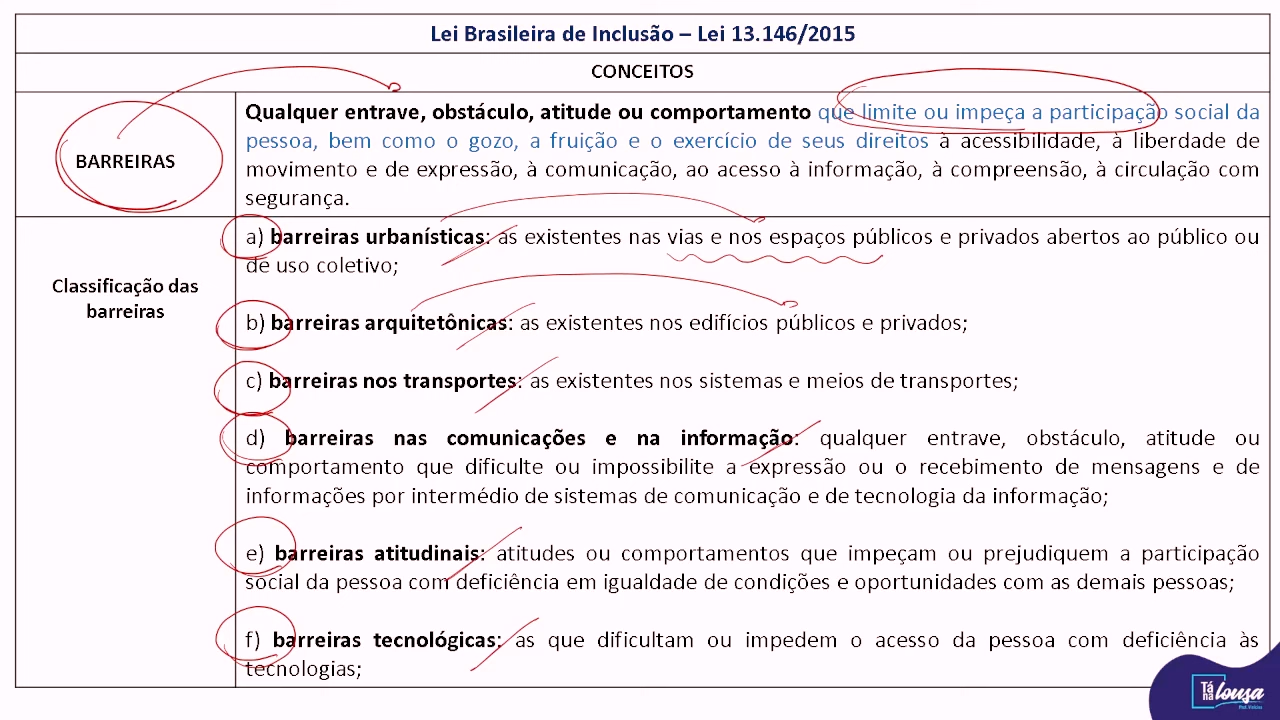 Lei Brasileira de Inclusão – Lei 13.146/2015
CONCEITOS
BARREIRAS
Qualquer entrave, obstáculo, atitude ou comportamento que limite ou impeça a participação social da
pessoa, bem como o gozo, a fruição e o exercício de seus direitos à acessibilidade, à liberdade de
movimento e de expressão, à comunicação, ao acesso à informação, à compreensão, à circulação com
segurança.
Classificação das
barreiras
a) barreiras urbanísticas: as existentes nas vias e nos espaços públicos e privados abertos ao público ou
de uso coletivo;
b) barreiras arquitetônicas: as existentes nos edifícios públicos e privados;
c) barreiras nos transportes: as existentes nos sistemas e meios de transportes;
d) barreiras nas comunicações e na informação: qualquer entrave, obstáculo, atitude ou
comportamento que dificulte ou impossibilite a expressão ou o recebimento de mensagens e de
informações por intermédio de sistemas de comunicação e de tecnologia da informação;
e) barreiras atitudinais: atitudes ou comportamentos que impeçam ou prejudiquem a participação
social da pessoa com deficiência em igualdade de condições e oportunidades com as demais pessoas;
f) barreiras tecnológicas: as que dificultam ou impedem o acesso da pessoa com deficiência às
tecnologias;
Tá na lousa